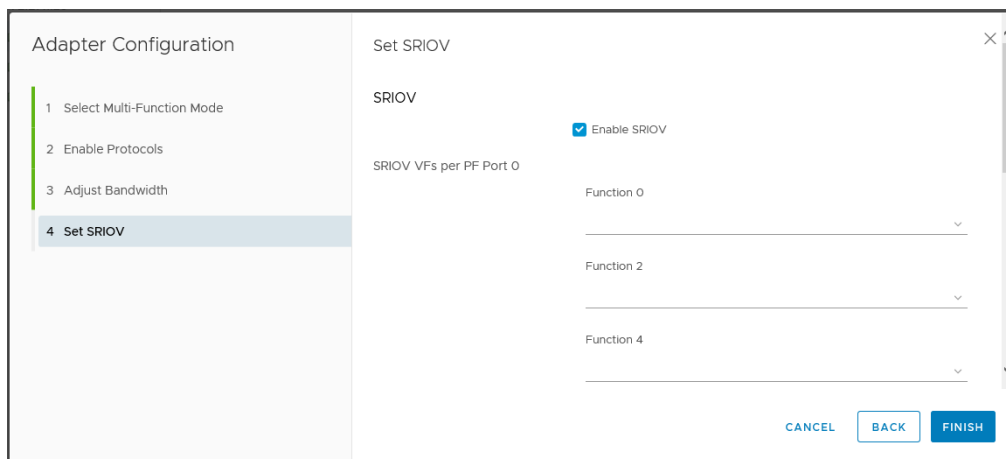 Adapter Configuration
1 Select Multi-Function Mode
2 Enable Protocols
3 Adjust Bandwidth
4 Set SRIOV
Set SRIOV
SRIOV
Enable SRIOV
SRIOV VFs per PF Port 0
Function 0
Function 2
Function 4
CANCEL
BACK
FINISH